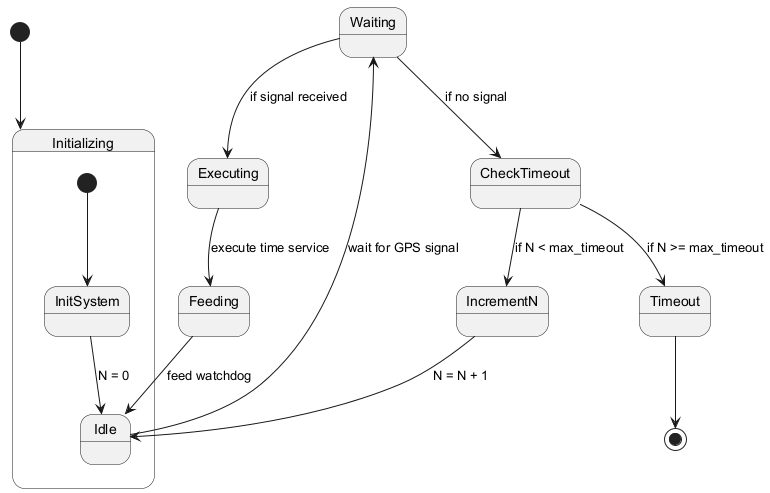 Waiting
if signal received
if no signal
Initializing
Executing
CheckTimeout
execute time service
wait for GPS signal
if N < max_timeout
if N >= max_timeout
InitSystem
Feeding
IncrementN
Timeout
N = 0
feed watchdog
N = N + 1
Idle